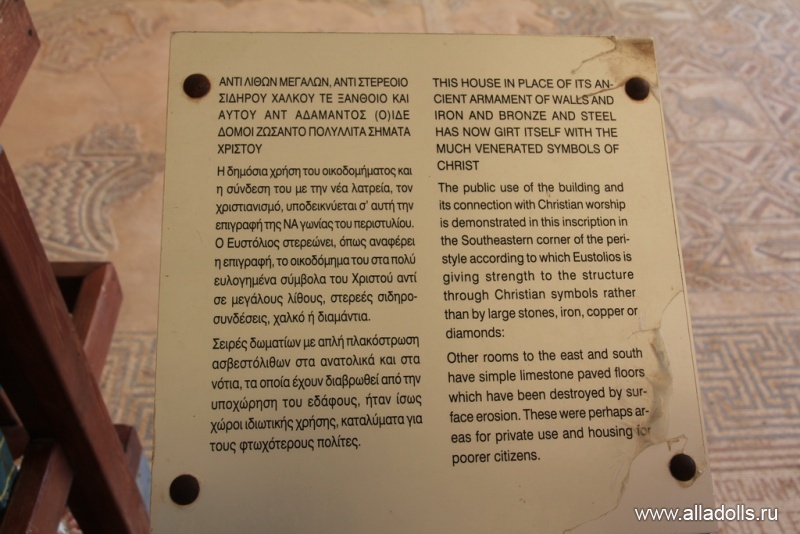 ΑΝΤΙ ΛΙΘΩΝ ΜΕΓΑΛΩΝ, ΑΝΤΙ ΣΤΕΡΕΟΙΟ
ΣΙΔΗΡΟΥ ΧΑΛΚΟΥ ΤΕ ΞΑΝΘΟΙΟ ΚΑΙ
ΑΥΤΟΥ ΑΝΤ ΑΔΑΜΑΝΤΟΣ (Ο)ΙΔΕ
ΔΟΜΟΙ ΖΩΣΑΝΤΟ ΠΟΛΥΛΛΙΤΑ ΣΗΜΑΤΑ
ΧΡΙΣΤΟΥ
Η δημόσια χρήση του οικοδομήματος και
η σύνδεση του με την νέα λατρεία, τον
χριστιανισμό, υποδεικνύεται σ' αυτή την
επιγραφή της ΝΑ γωνίας του περιστυλίου.
Ο Ευστόλιος στερεώνει, όπως αναφέρει
η επιγραφή, το οικοδόμημα του στα πολύ
ευλογημένα σύμβολα του Χριστού αντί
σε μεγάλους λίθους, στερεές σιδηρο-
συνδέσεις, χαλκό ή διαμάντια.
Σειρές δωματίων με απλή πλακόστρωση
ασβεστόλιθων στα ανατολικά και στα
νότια, τα οποία έχουν διαβρωθεί από την
υποχώρηση του εδάφους, ήταν ίσως
χώροι ιδιωτικής χρήσης, καταλύματα για
τους φτωχότερους πολίτες.
THIS HOUSE IN PLACE OF ITS AN-
CIENT ARMAMENT OF WALLS AND
IRON AND BRONZE AND STEEL
HAS NOW GIRT ITSELF WITH THE
MUCH VENERATED SYMBOLS OF
CHRIST
The public use of the building and
its connection with Christian worship
is demonstrated in this inscription in
the Southeastern corner of the peri-
style according to which Eustolios is
giving strength to the structure
through Christian symbols rather
than by large stones, iron, copper or
diamonds:
Other rooms to the east and south
have simple limestone paved floors
which have been destroyed by sur-
face erosion. These were perhaps ar-
eas for private use and housing for
poorer citizens.
www.alladolls.ru